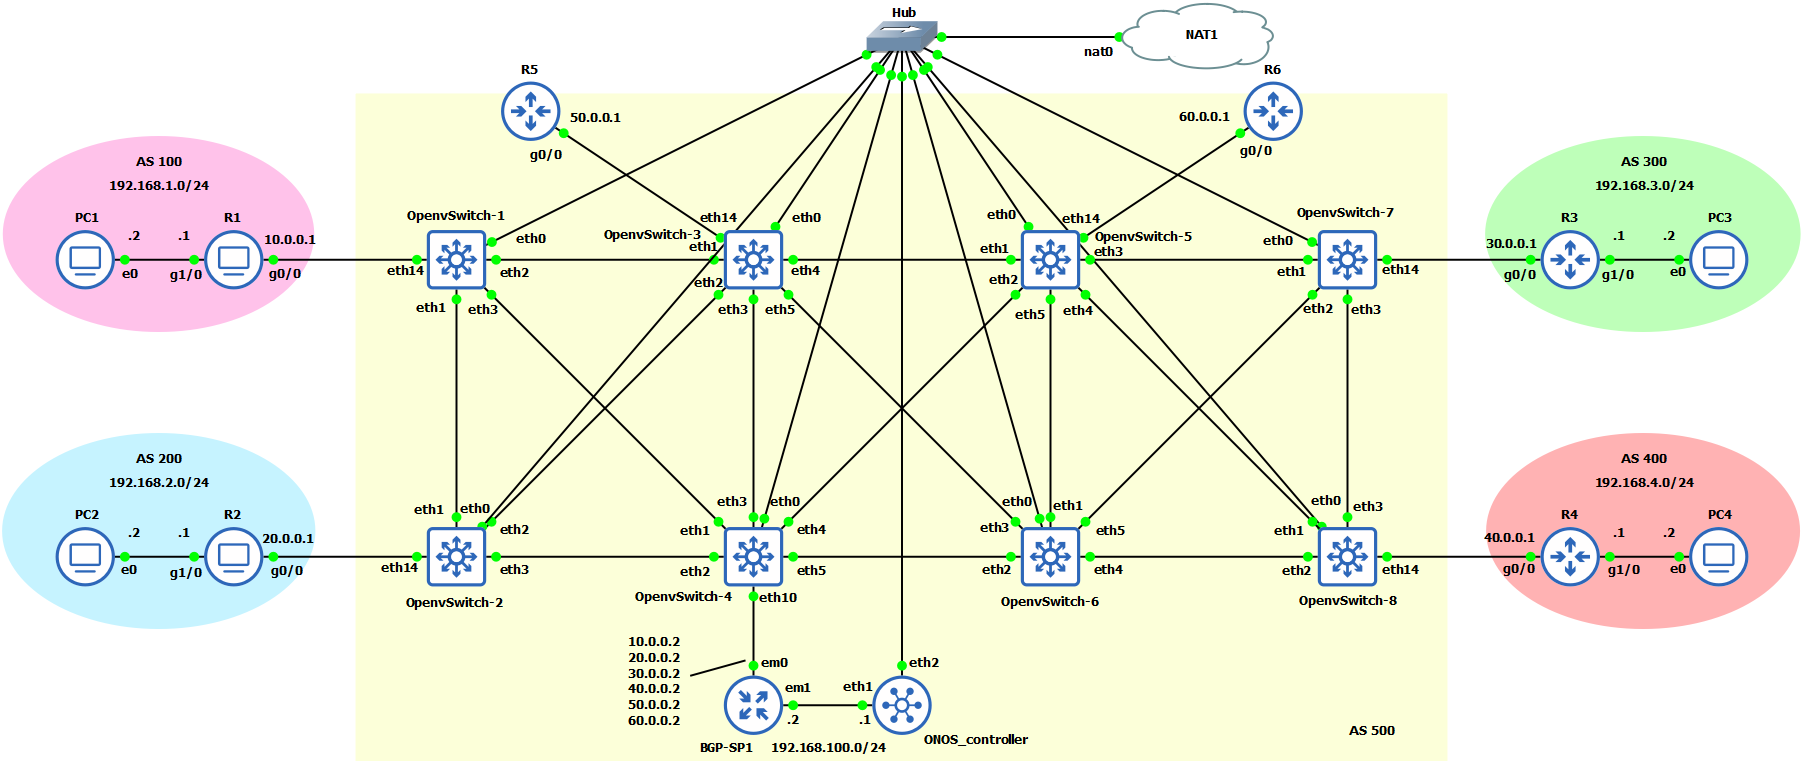 Hub
NAT1
nat0
R5
50.0.0.1
g0/0
R6
60.0.0.1
g0/0
AS 100
192.168.1.0/24
PC1
.2
.1
R1
10.0.0.1
e0
g1/0
g0/0
OpenvSwitch-1
eth0
eth14
eth2
eth1
eth3
OpenvSwitch-3
eth14
eth0
eth1
eth4
eth2
eth3
eth5
eth0
eth14
OpenvSwitch-5
eth1
eth3
eth2
eth5
eth4
OpenvSwitch-7
eth0
eth1
eth14
eth2
eth3
AS 300
192.168.3.0/24
R3
30.0.0.1
.1
.2
PC3
g0/0
g1/0
e0
AS 200
192.168.2.0/24
PC2
.2
.1
R2
20.0.0.1
e0
g1/0
g0/0
eth1
eth0
eth2
eth14
eth3
OpenvSwitch-2
eth3
eth0
eth1
eth4
eth2
eth5
OpenvSwitch-4
eth10
eth0
eth1
eth3
eth5
eth2
eth4
OpenvSwitch-6
eth0
eth3
eth1
eth2
eth14
OpenvSwitch-8
AS 400
192.168.4.0/24
R4
40.0.0.1
.1
.2
PC4
g0/0
g1/0
e0
10.0.0.2
20.0.0.2
30.0.0.2
40.0.0.2
50.0.0.2
60.0.0.2
em0
em1
.2
BGP-SP1
192.168.100.0/24
eth2
eth1
.1
ONOS_controller
AS 500